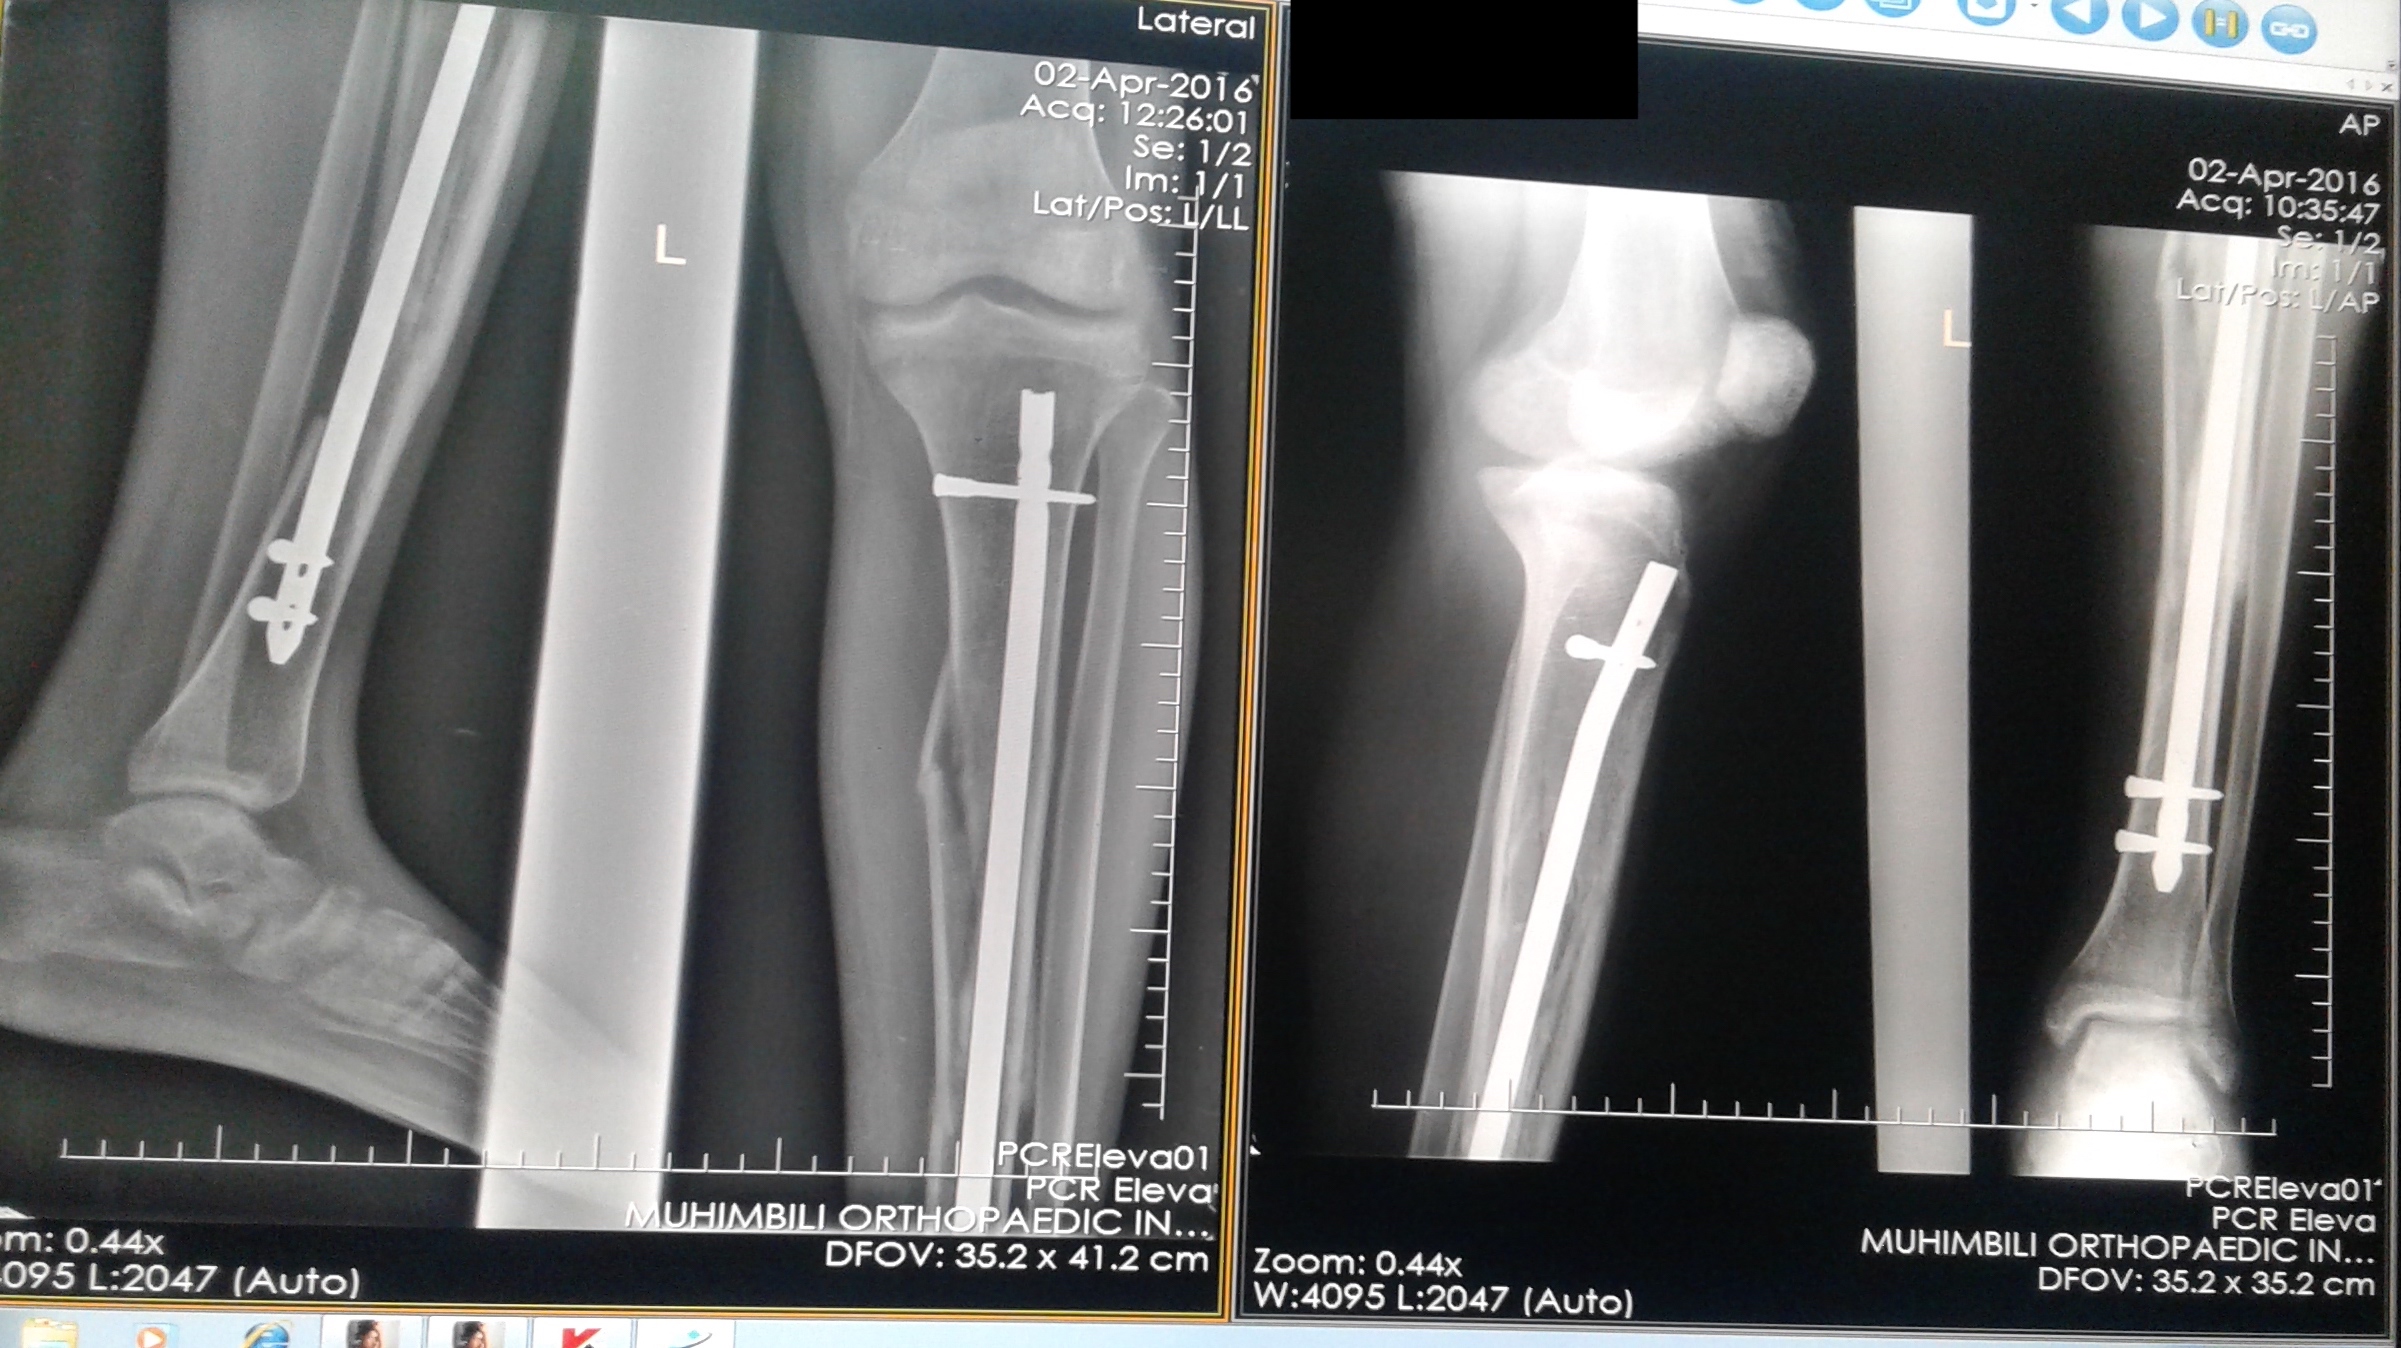 Lateral
02-Apr-2016
Acq: 12:26:01
Se: 1/2
Im: 1/1
Lat/Pos: L/LL
L
PCREleva01
PCR Eleva
MUHIMBILI ORTHOPAEDIC IN...
DFOV: 35.2 x 41.2 cm
om: 0.44x
4095 L:2047 (Auto)
AP
02-Apr-2016
Acq: 10:35:47
Se: 1/2
Im: 1/1
Lat/Pos: L/AP
L
PCREleva01
PCR Eleva
MUHIMBILI ORTHOPAEDIC IN...
DFOV: 35.2 x 35.2 cm
Zoom: 0.44x
W:4095 L:2047 (Auto)